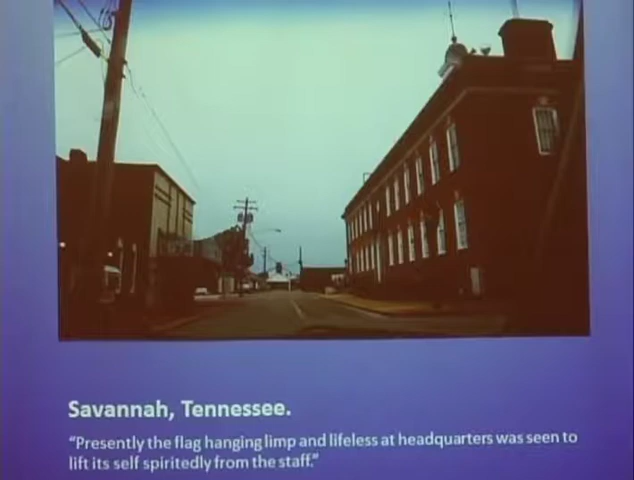 Savannah, Tennessee.
"Presently the flag hanging limp and lifeless at headquarters was seen to
lift its self spiritedly from the staff."